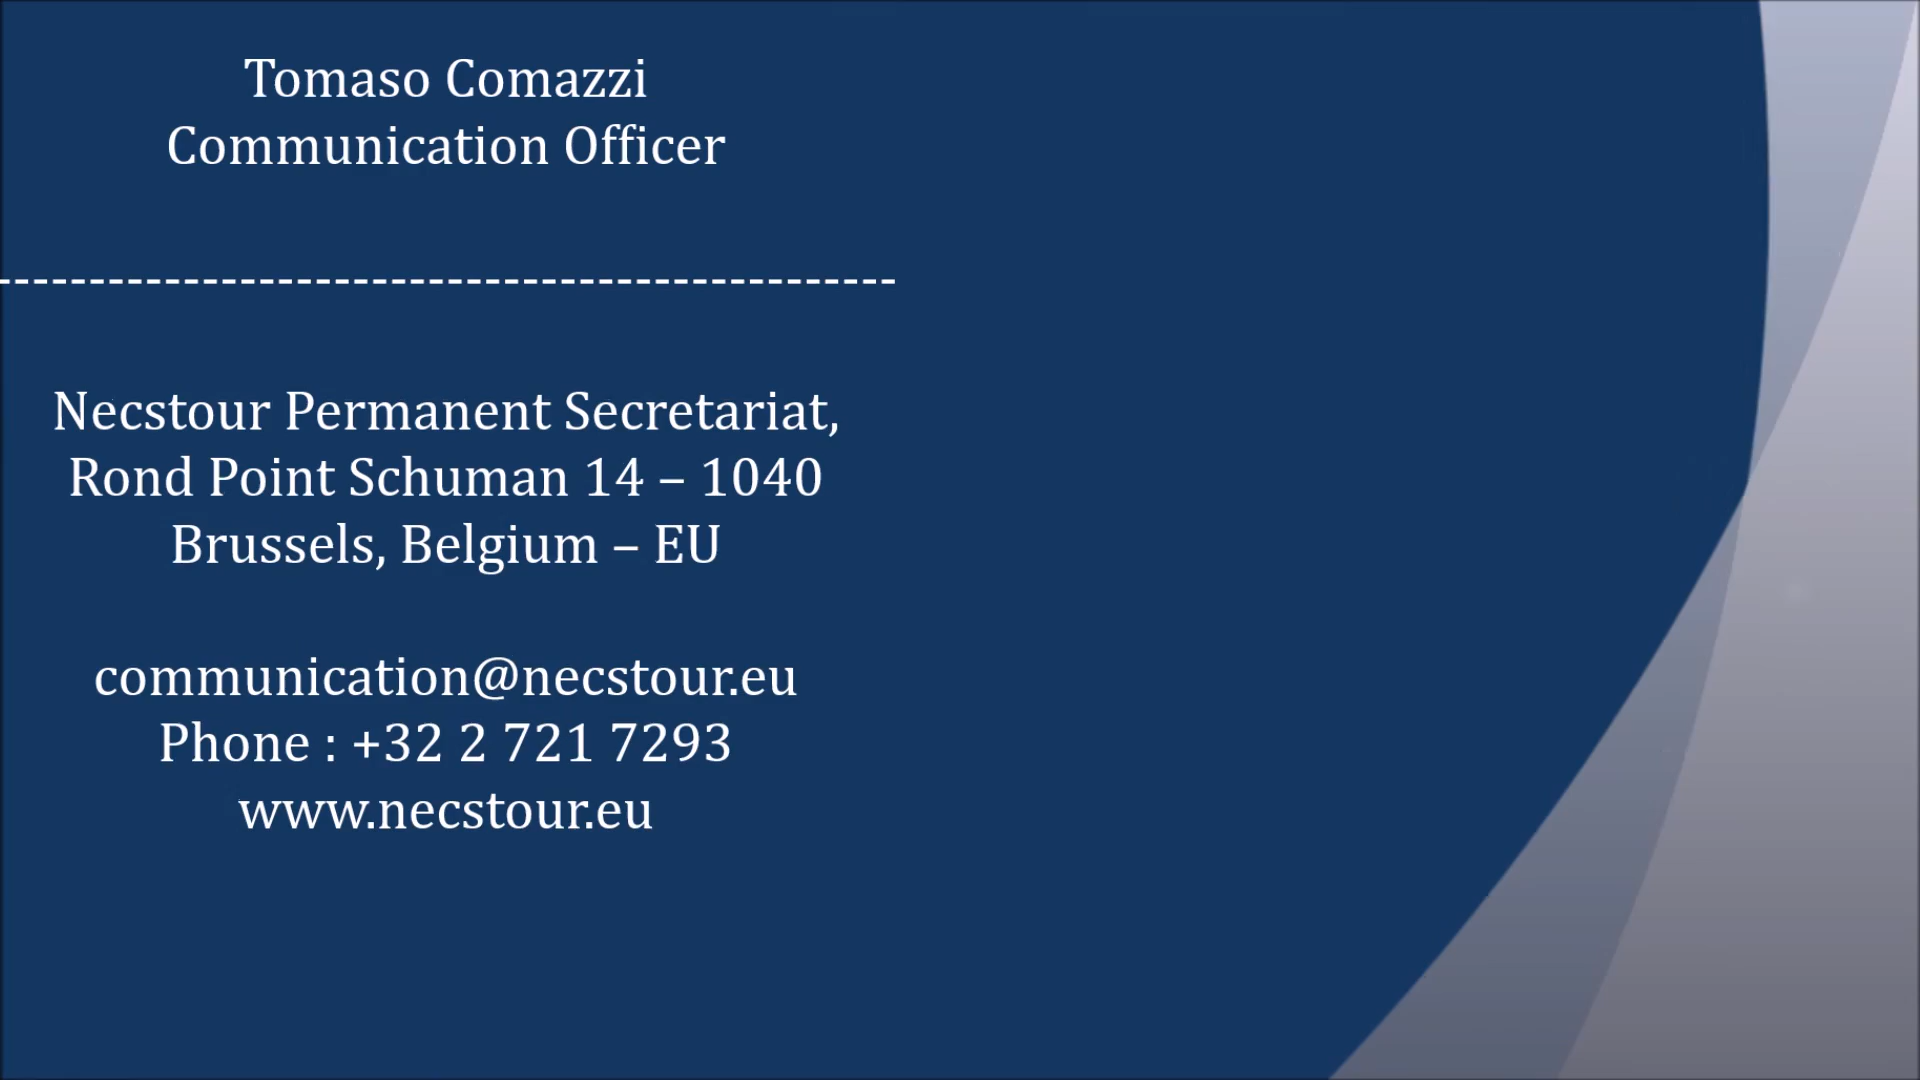 Tomaso Comazzi
Communication Officer
Necstour Permanent Secretariat,
Rond Point Schuman 14 – 1040
Brussels, Belgium – EU
communication@necstour.eu
Phone : +32 2 721 7293
www.necstour.eu